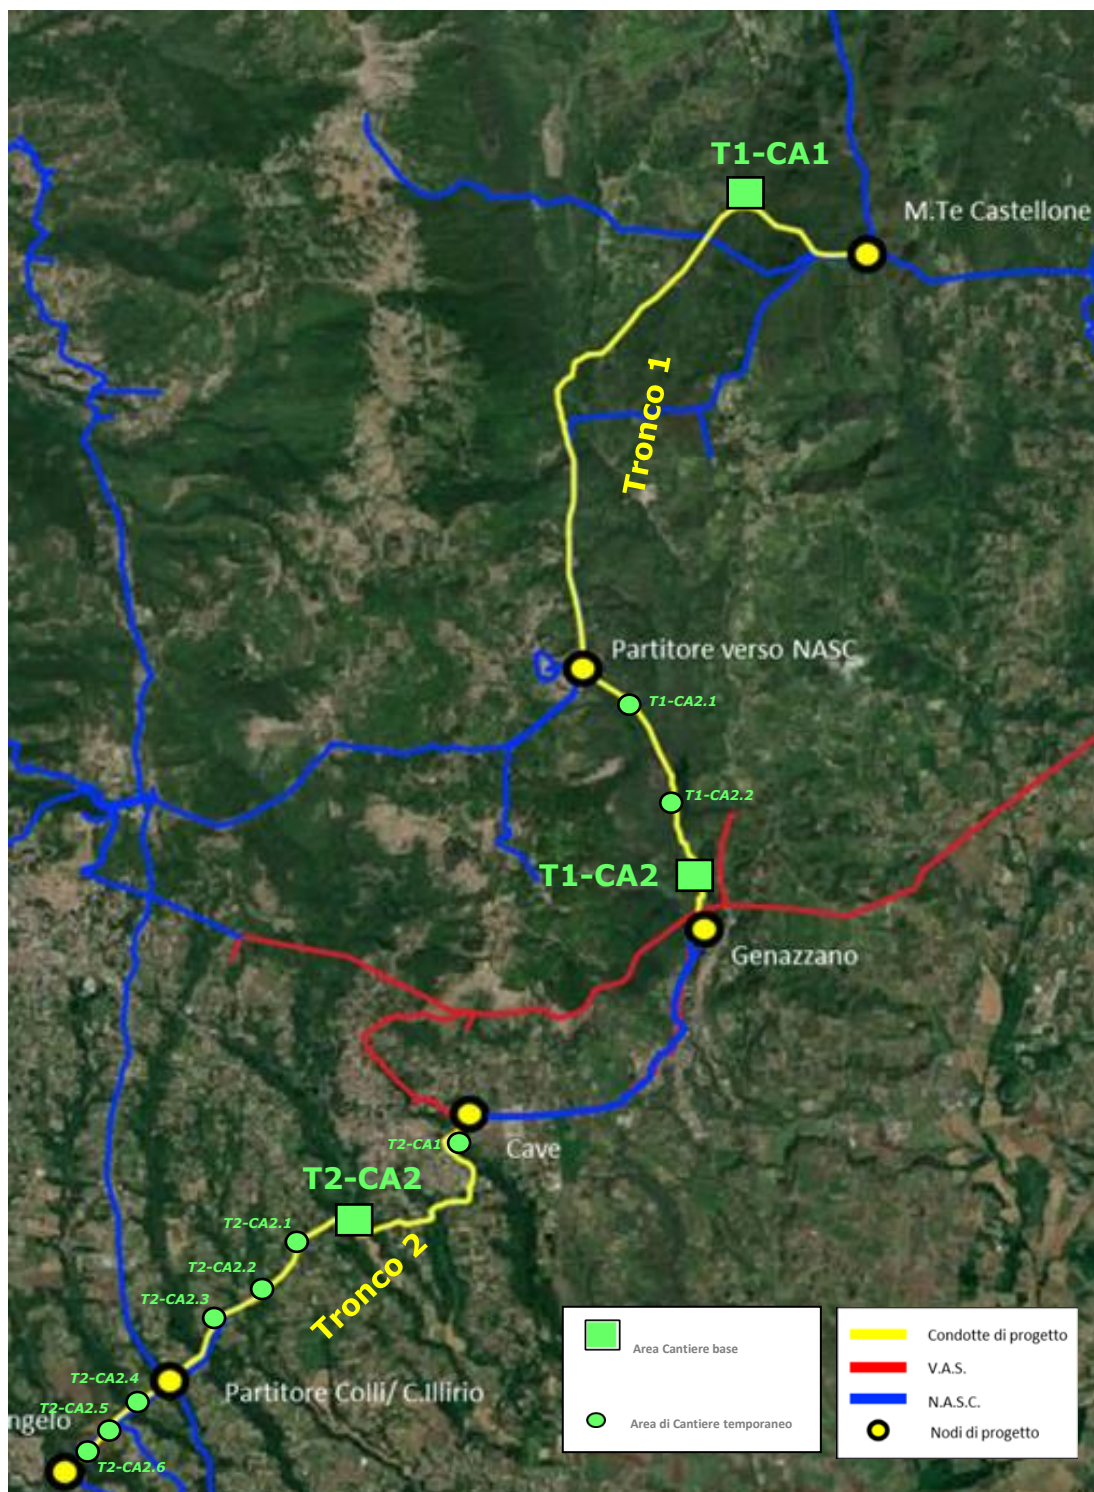 T1-CA1
M.Te Castellone
Tronco 1
Partitore verso NASC
T1-CA2.1
T1-CA2.2
T1-CA2
Genazzano
T2-CA1
Cave
T2-CA2
T2-CA2.1
T2-CA2.2
T2-CA2.3
Tronco 2
T2-CA2.4
Partitore Colli/ C.Illirio
T2-CA2.5
ngelo
T2-CA2.6
Area Cantiere base
Area di Cantiere temporaneo
Condotte di progetto
V.A.S.
N.A.S.C.
Nodi di progetto